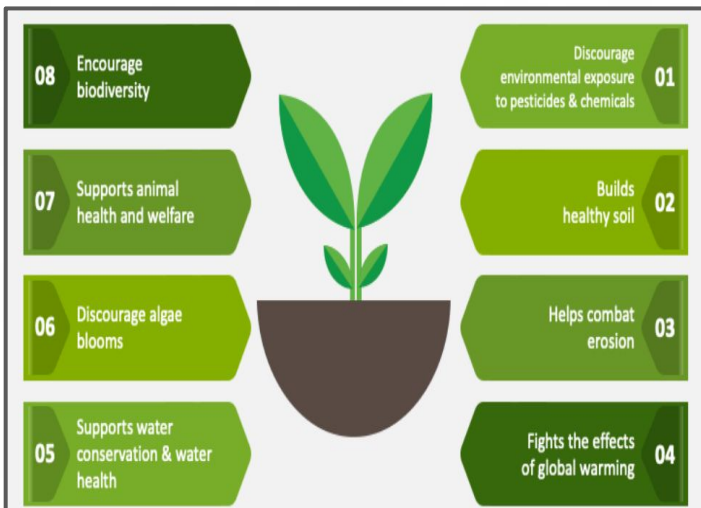 08
Encourage
biodiversity
07
Supports animal
health and welfare
06
Discourage algae
blooms
05
Supports water
conservation & water
health
Discourage
environmental exposure
to pesticides & chemicals
01
Builds
healthy soil
02
Helps combat
erosion
03
Fights the effects
of global warming
04